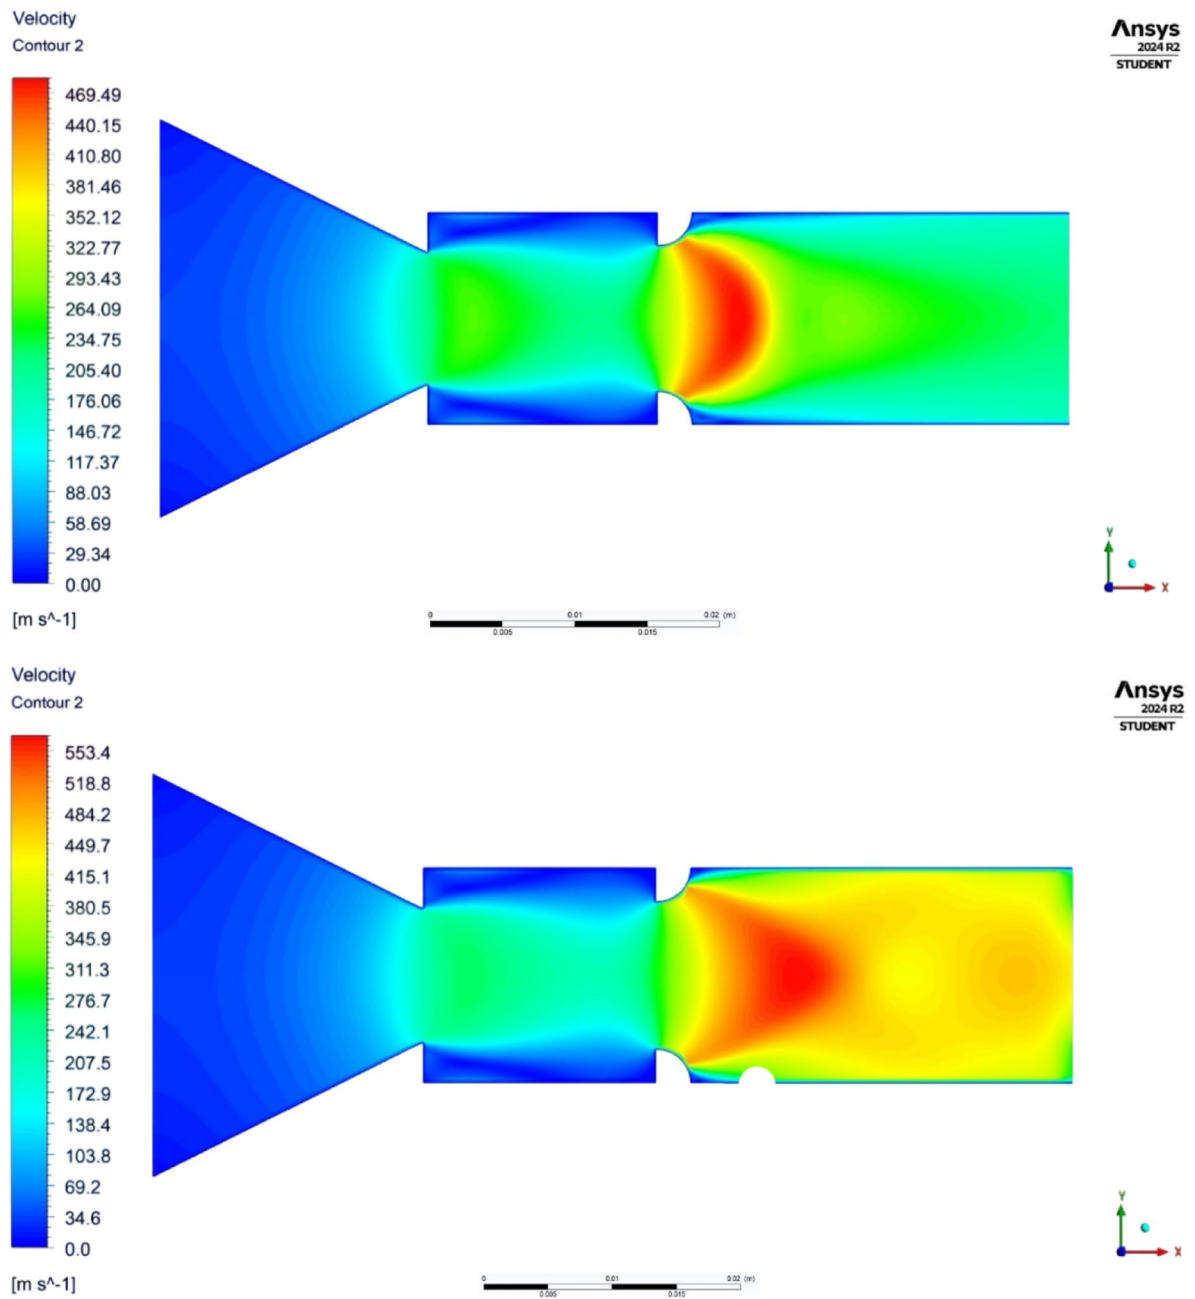 Velocity
Contour 2
Ansys
2024 R2
STUDENT
469.49
440.15
410.80
381.46
352.12
322.77
293.43
264.09
234.75
205.40
176.06
146.72
117.37
88.03
58.69
29.34
0.00
[m s^-1]
Y
X
0 0.01 0.02 (m)
0.005 0.015
Velocity
Contour 2
Ansys
2024 R2
STUDENT
553.4
518.8
484.2
449.7
415.1
380.5
345.9
311.3
276.7
242.1
207.5
172.9
138.4
103.8
69.2
34.6
0.0
[m s^-1]
Y
X
0 0.01 0.02 (m)
0.005 0.015